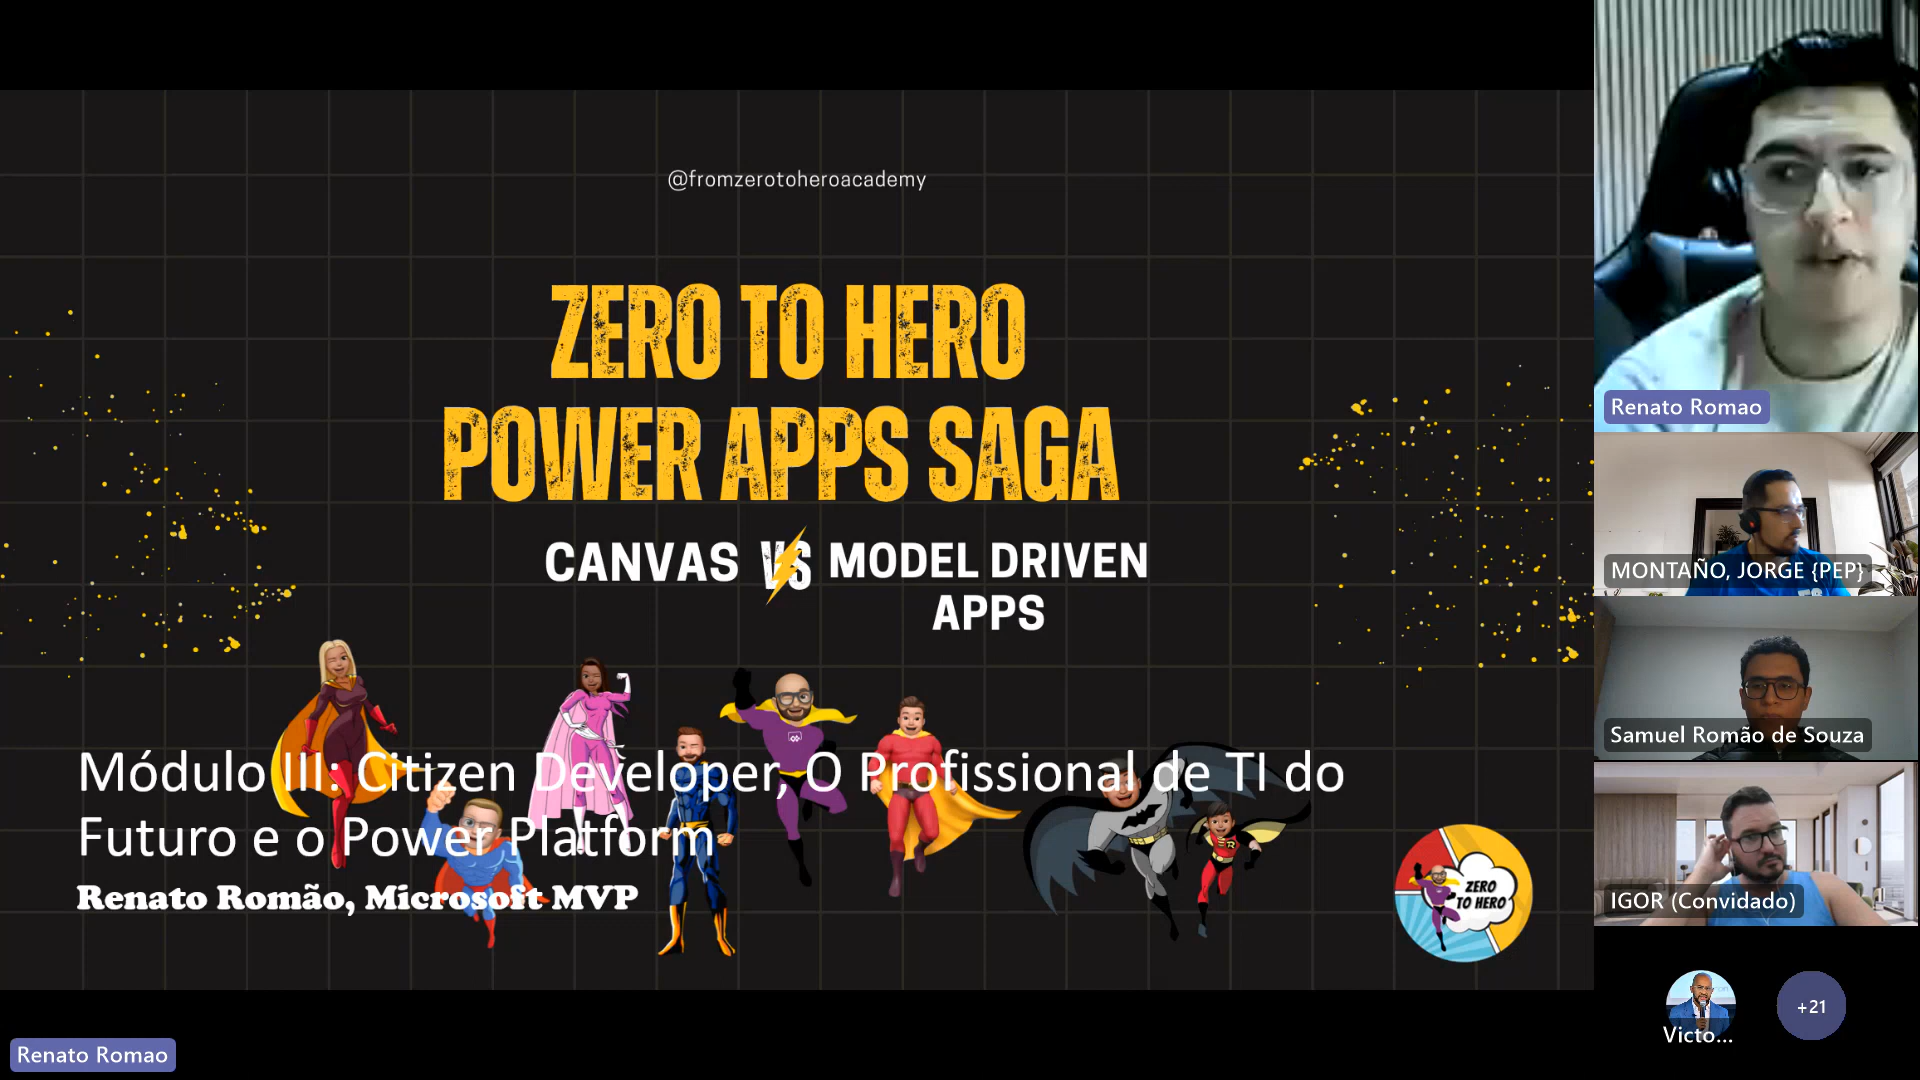 @fromzerotoheroacademy
ZERO TO HERO
POWER APPS SAGA
CANVAS VS MODEL DRIVEN
APPS
Módulo III: Citizen Developer, O Profissional de TI do
Futuro e o Power Platform
Renato Romão, Microsoft MVP
ZERO
TO HERO
Renato Romao
Renato Romao
MONTAÑO, JORGE {PEP}
Samuel Romão de Souza
IGOR (Convidado)
Victo...
+21